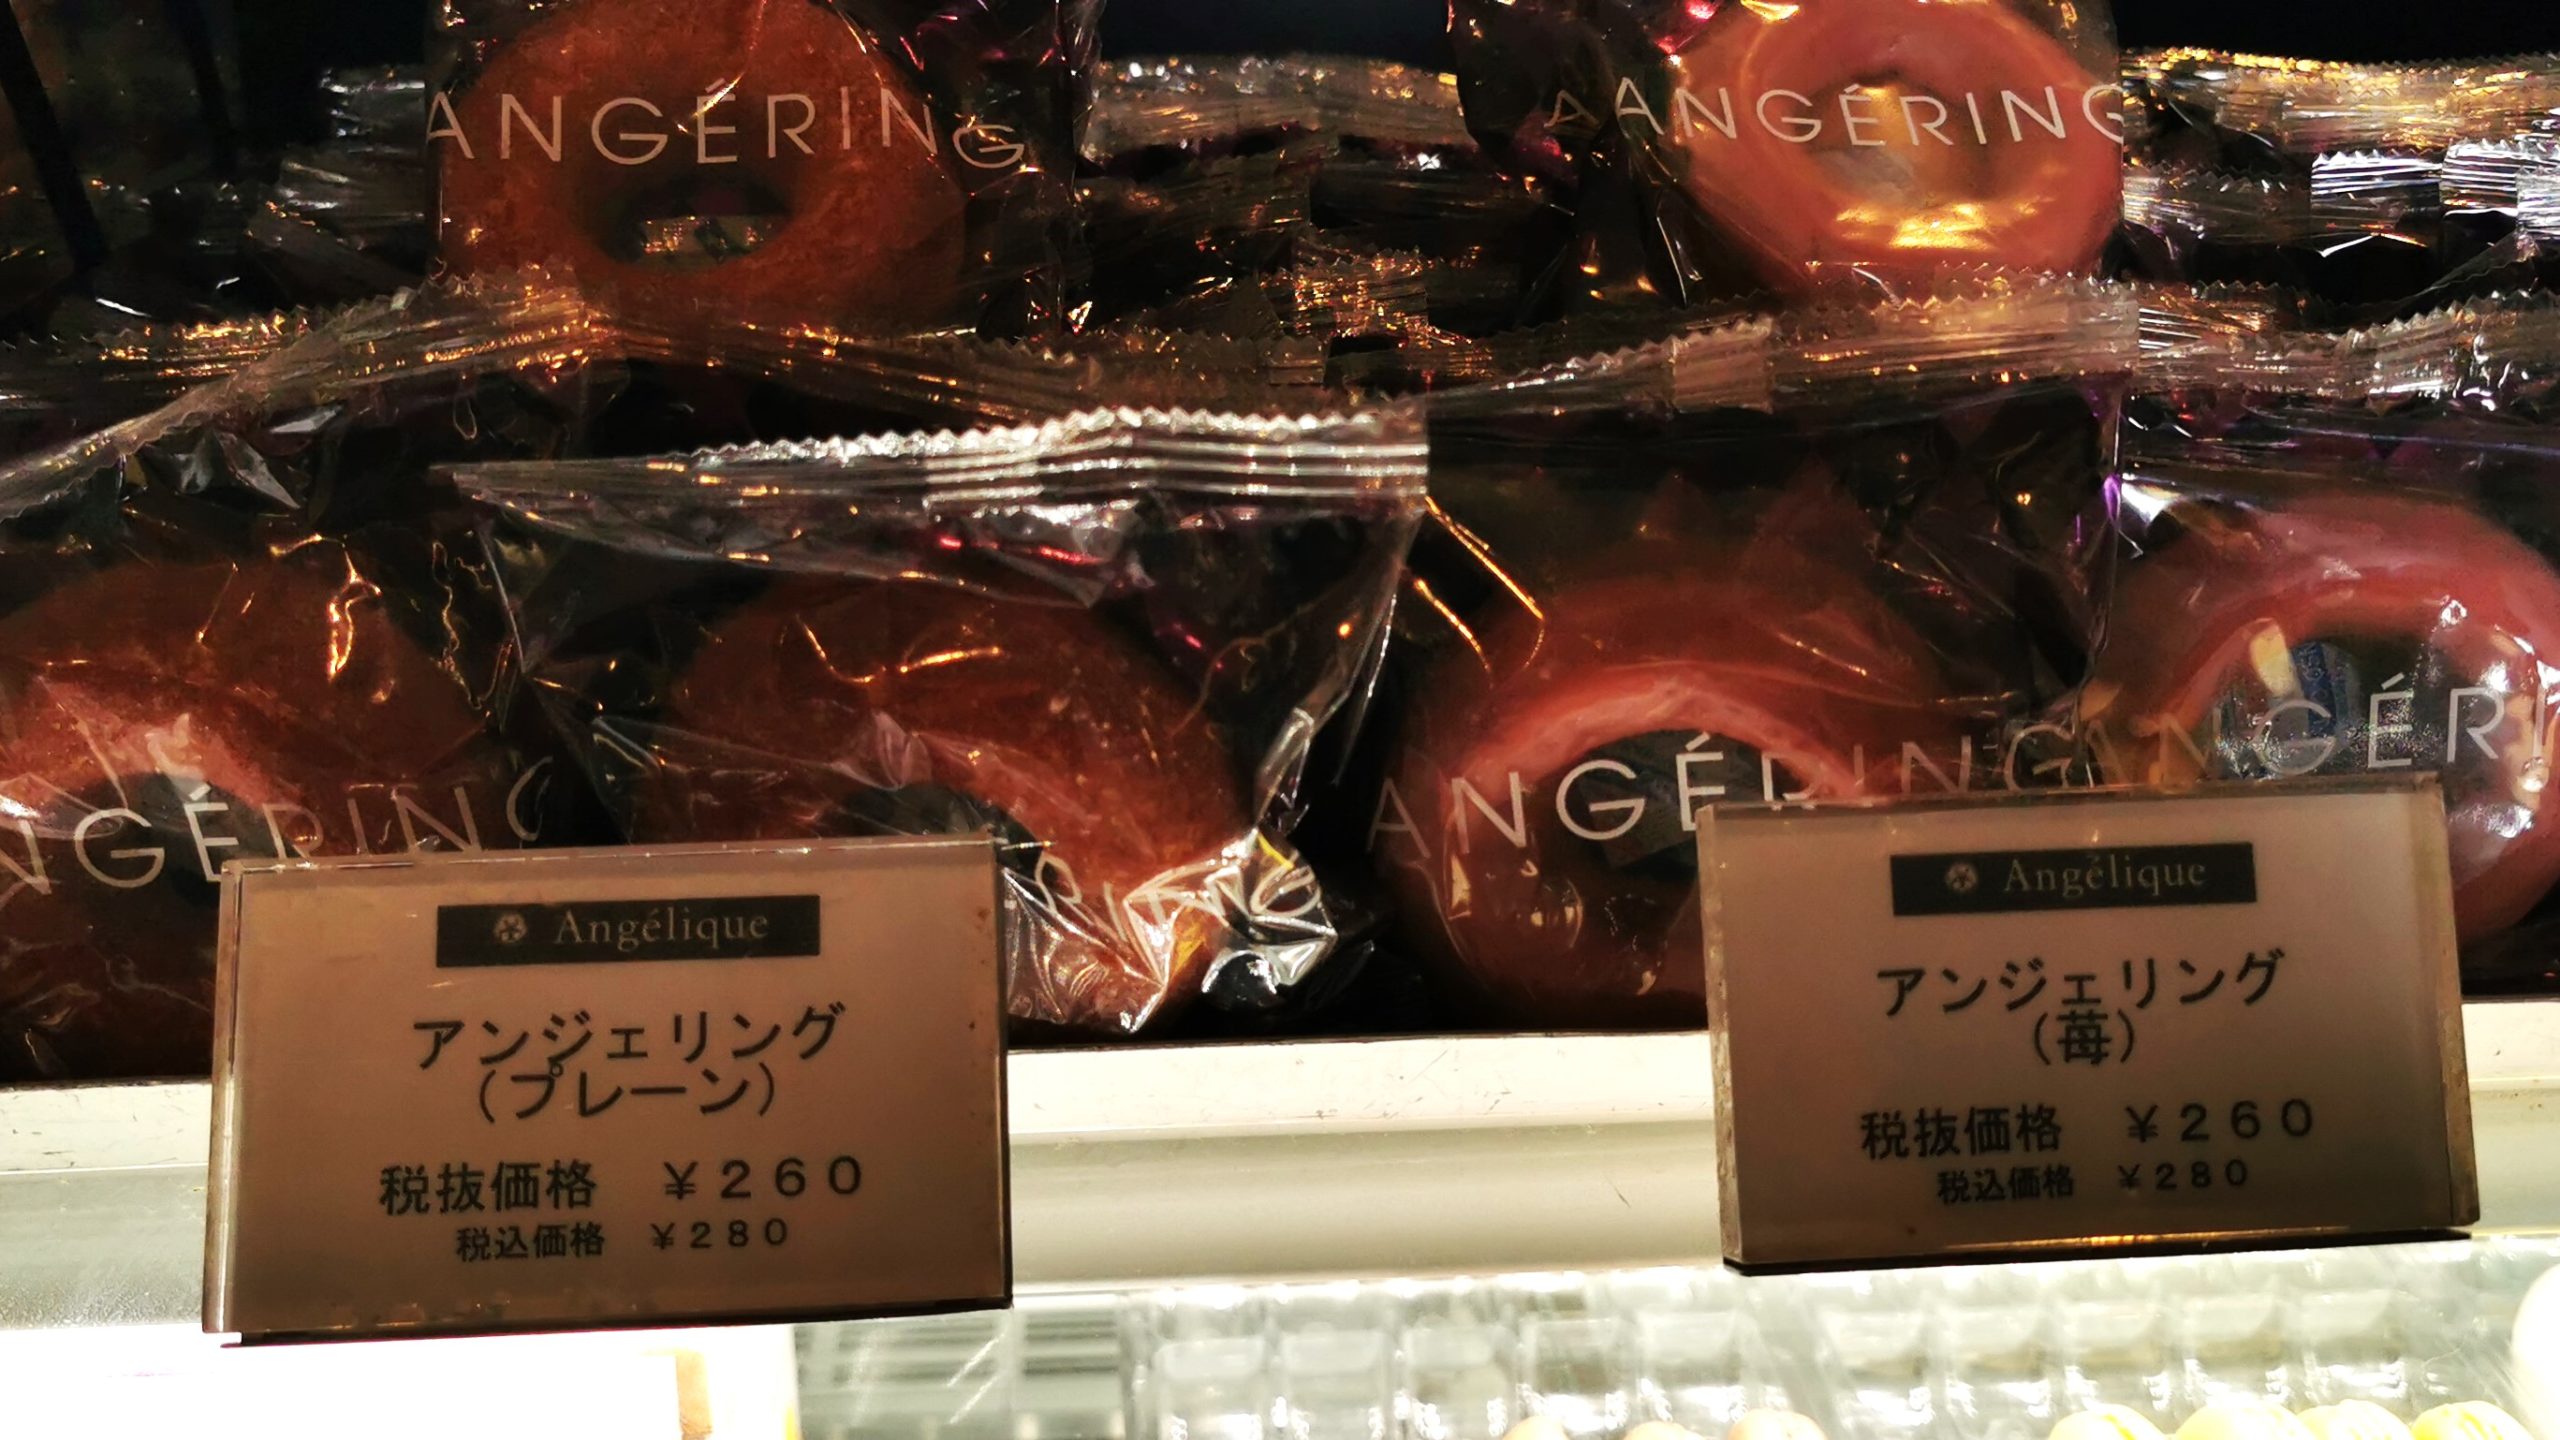 ANGÉRING
ANGÉRING
ANGÉRING
ANGÉRING
Angélique
アンジェリング
(プレーン)
税抜価格 ￥260
税込価格 ￥280
Angélique
アンジェリング
(苺)
税抜価格 ￥260
税込価格 ￥280